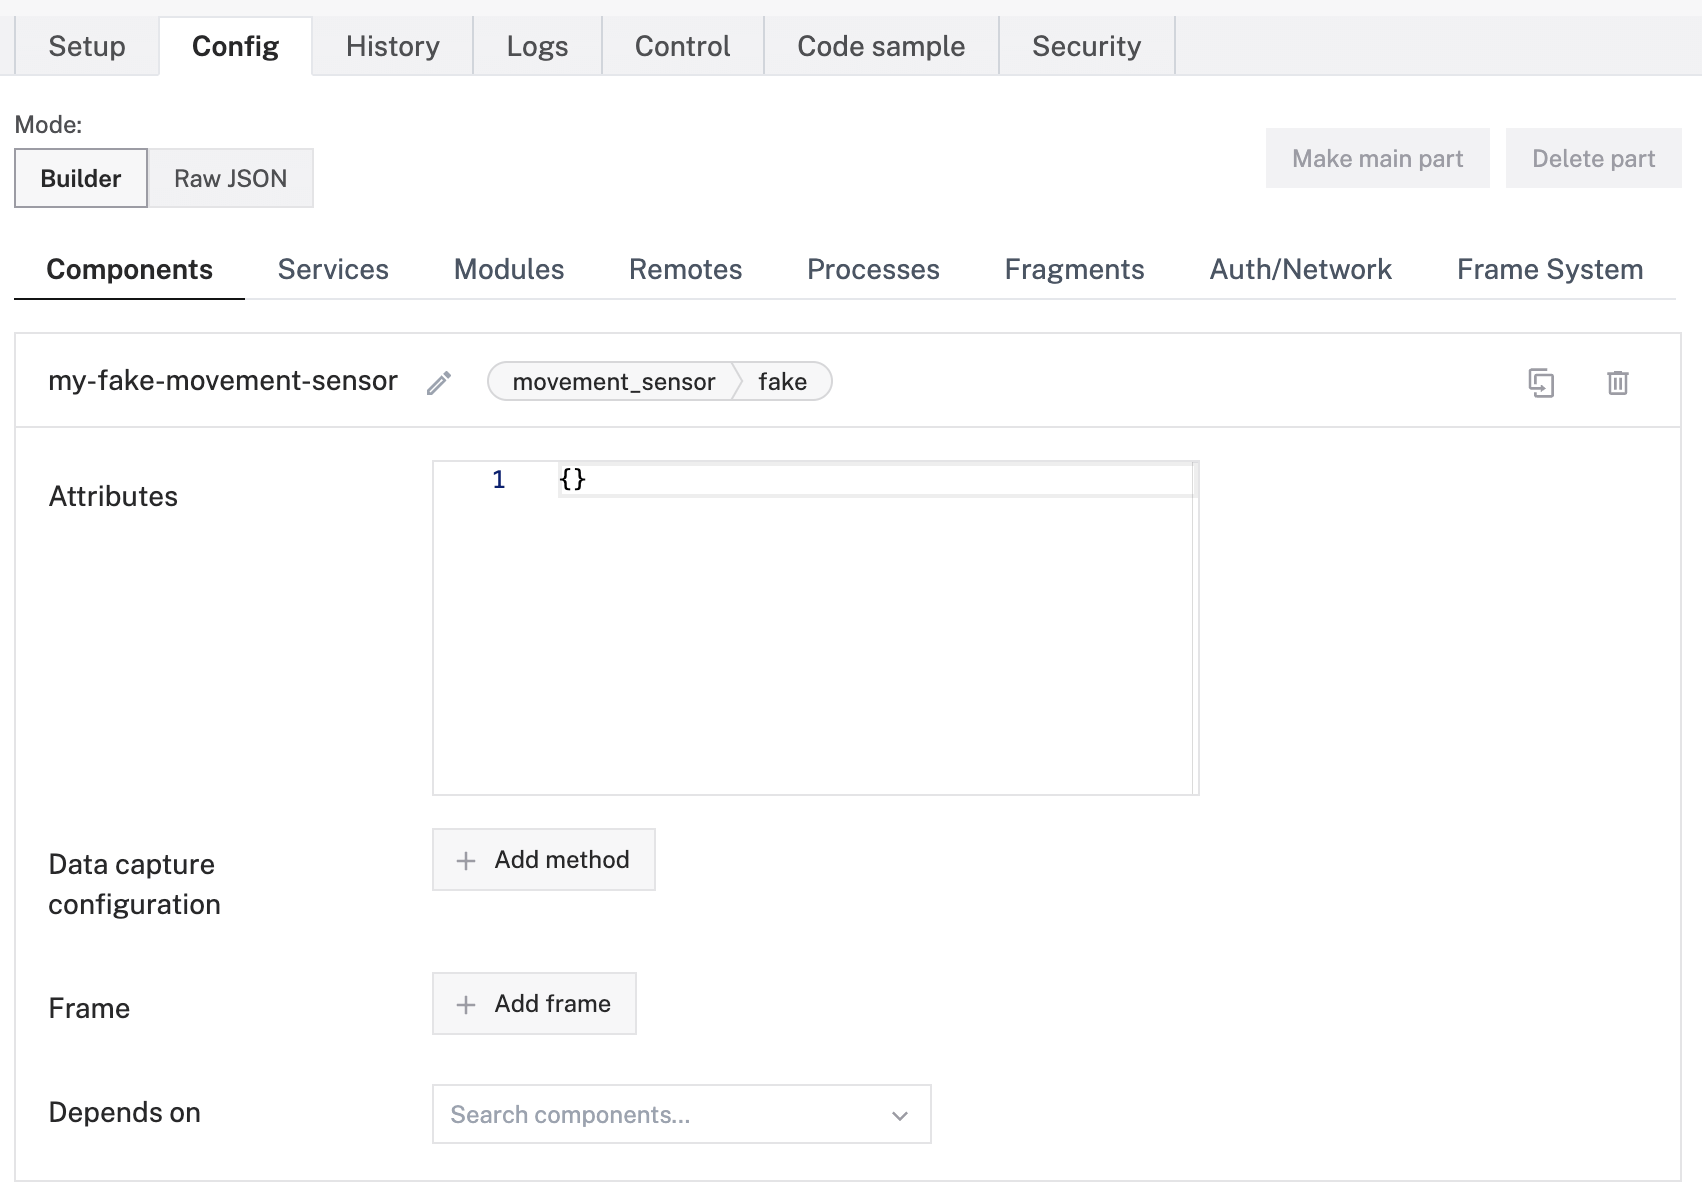 Setup Config History Logs Control Code sample Security
Mode:
Builder Raw JSON Make main part Delete part
Components Services Modules Remotes Processes Fragments Auth/Network Frame System
my-fake-movement-sensor movement_sensor fake
Attributes
1 {}
Data capture
configuration
Add method
Frame
Add frame
Depends on
Search components...